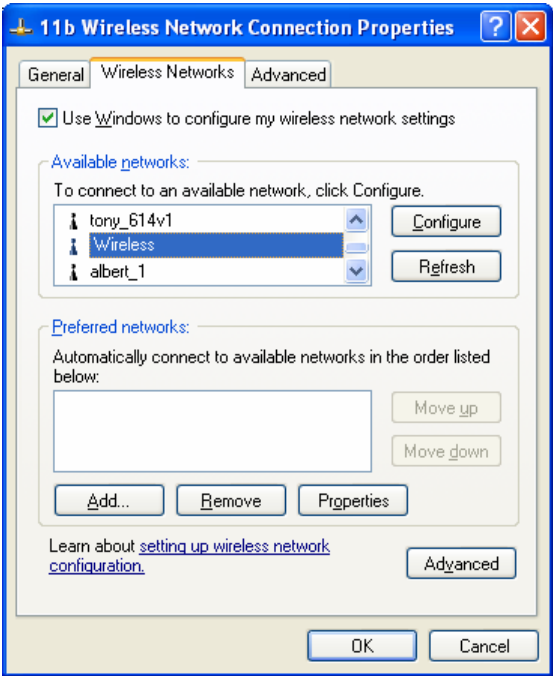 11b Wireless Network Connection Properties
General Wireless Networks Advanced
Use Windows to configure my wireless network settings
Available networks:
To connect to an available network, click Configure.
tony_614v1
Wireless
albert_1
Configure
Refresh
Preferred networks:
Automatically connect to available networks in the order listed
below:
Move up
Move down
Add... Remove Properties
Learn about setting up wireless network
configuration.
Advanced
OK Cancel